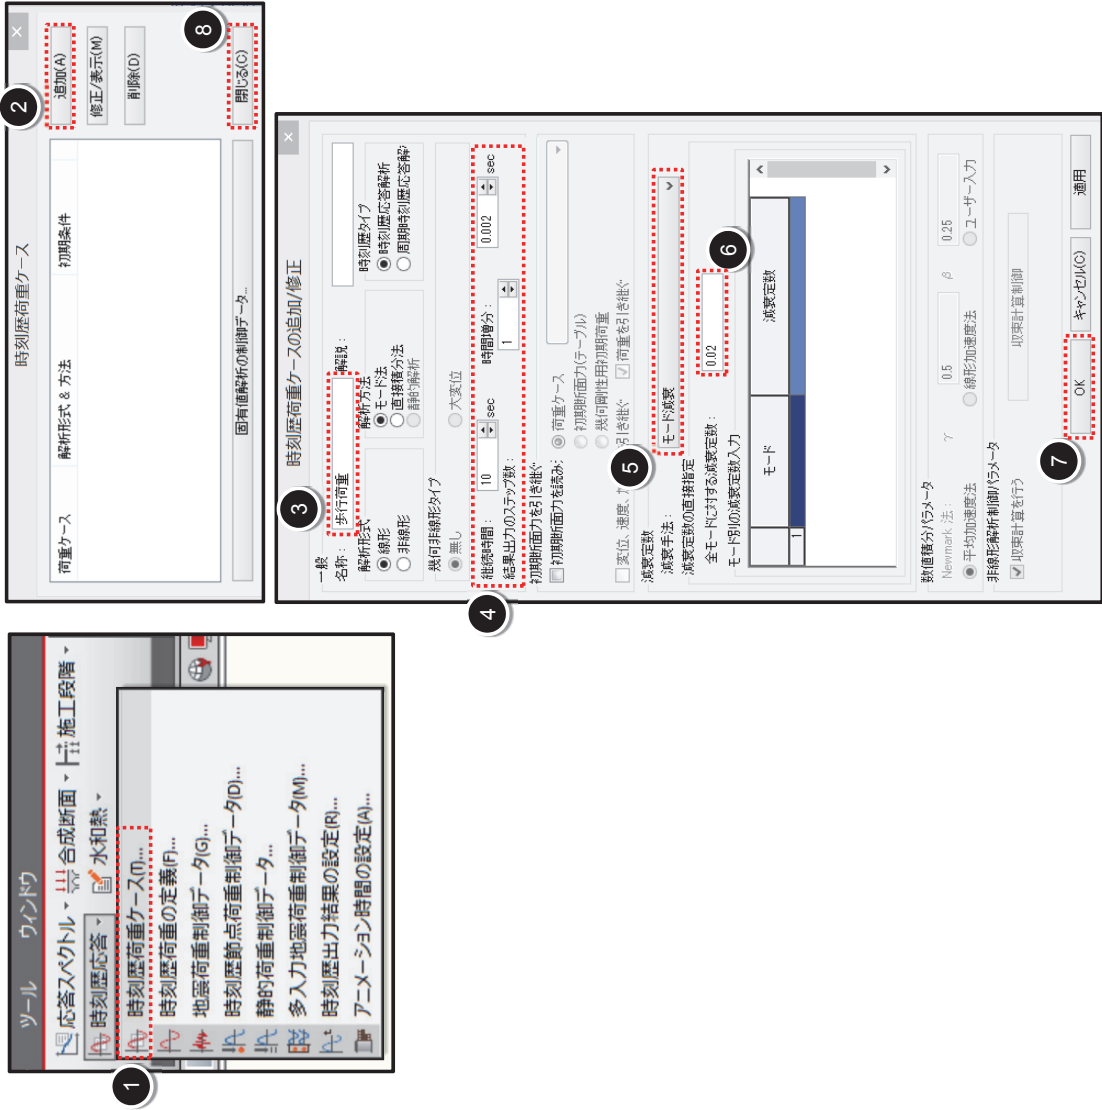 ツール ウィンドウ
応答スペクトル 合成断面 施工段階
時刻歴応答 水和熱
1
時刻歴荷重ケース(T)...
時刻歴荷重の定義(F)...
地震荷重制御データ(G)...
時刻歴節点荷重制御データ(D)...
静的荷重制御データ...
多入力地震荷重制御データ(M)...
時刻歴出力結果の設定(R)...
アニメーション時間の設定(A)...
時刻歴荷重ケース
×
荷重ケース 解析形式 & 方法 初期条件
2
追加(A)
修正/表示(M)
削除(D)
固有値解析の制御データ...
閉じる(C)
8
時刻歴荷重ケースの追加/修正
×
3
一般
名称: 歩行荷重 解説:
解析形式 解析方法 時刻歴タイプ
線形 モード法 時刻歴応答解析
非線形 直接積分法 周期時刻歴応答解
静的解析
幾何非線形タイプ
無し 大変位
4
継続時間: 10 sec 時間増分: 0.002 sec
結果出力のステップ数: 1
初期断面力を引き継ぐ
初期断面力を読み: 荷重ケース
初期断面力(テーブル)
幾何剛性用初期荷重
変位、速度、 引き継ぐ 荷重を引き継ぐ
5
減衰定数
減衰手法: モード減衰
減衰定数の直接指定
全モードに対する減衰定数: 0.02
6
モード別の減衰定数入力
モード 減衰定数
1
数値積分パラメータ
Newmark 法: γ 0.5 β 0.25
平均加速度法 線形加速度法 ユーザー入力
非線形解析制御パラメータ
収束計算を行う 収束計算制御
7
OK キャンセル(C) 適用